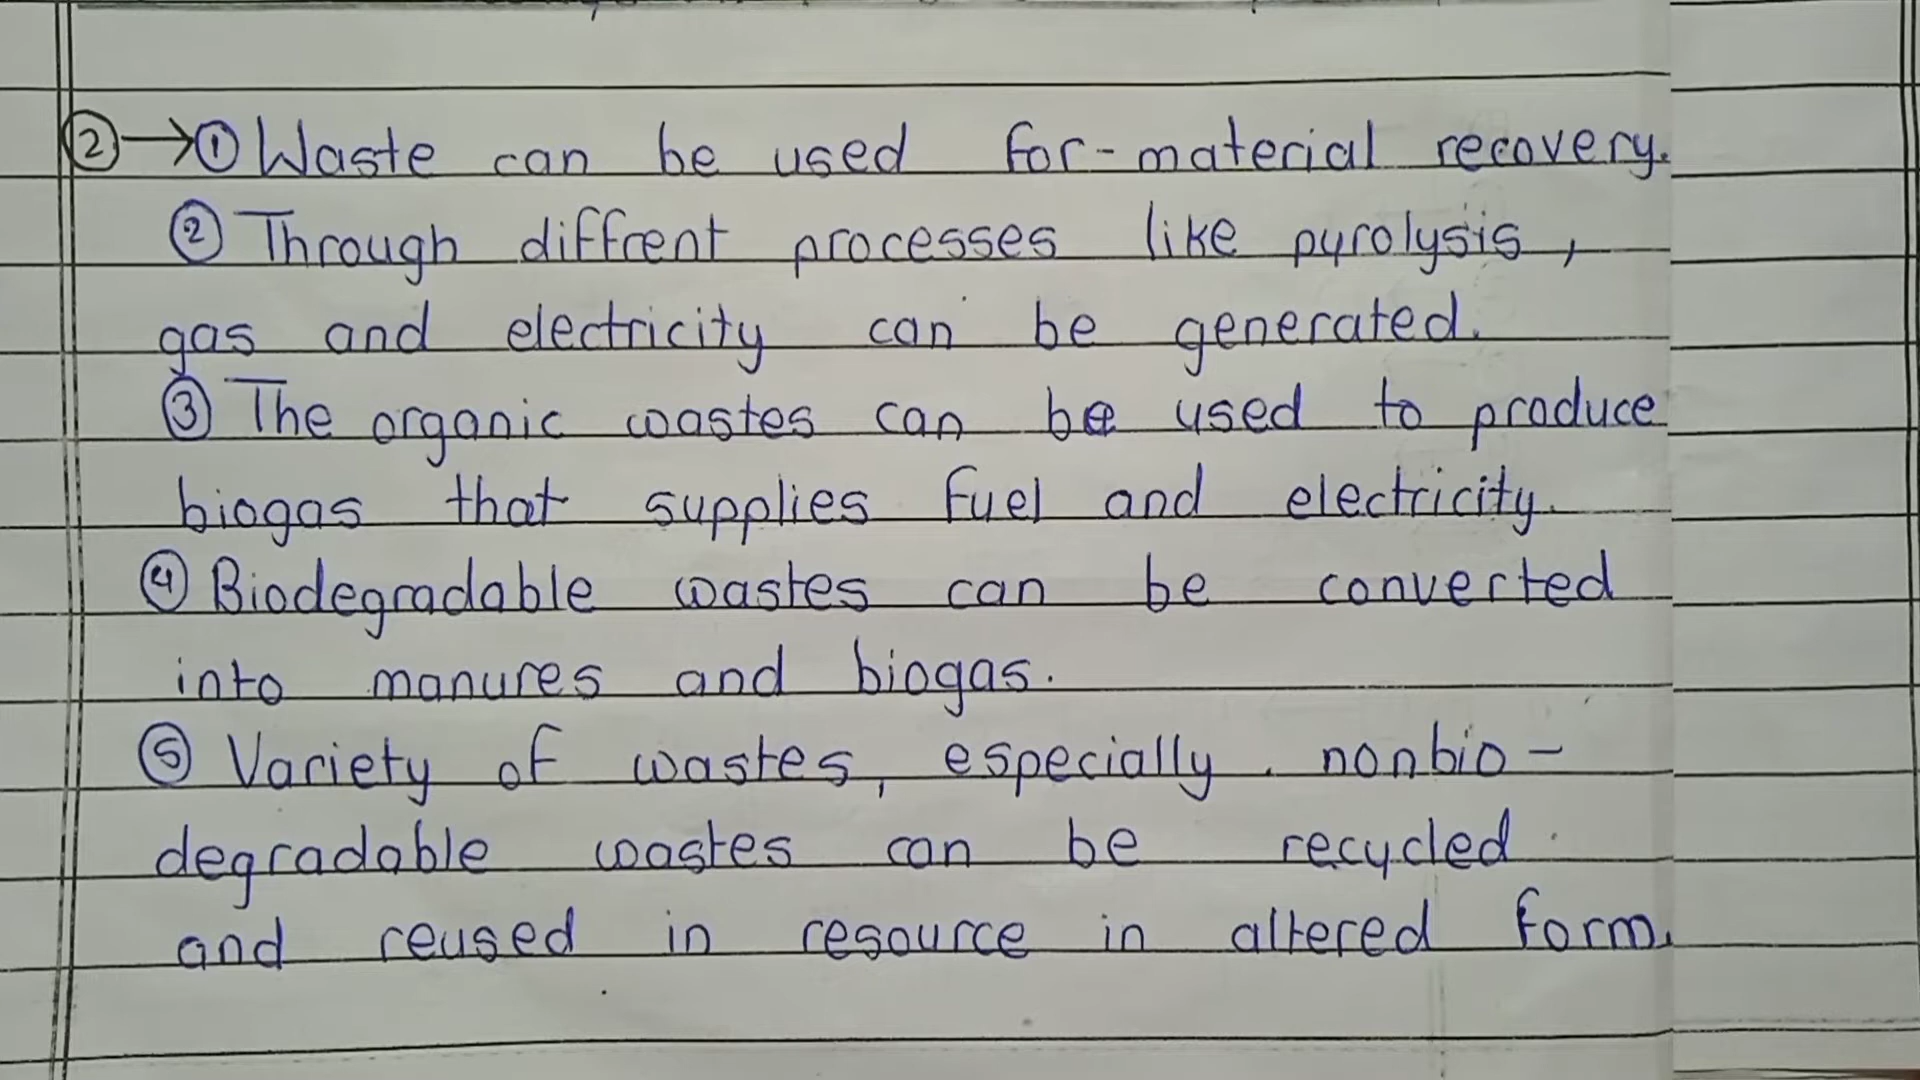 ② → ① Waste can be used for-material recovery.
② Through diffrent processes like pyrolysis,
gas and electricity can be generated.
③ The organic wastes can be used to produce
biogas that supplies fuel and electricity.
④ Biodegradable wastes can be converted
into manures and biogas.
⑤ Variety of wastes, especially nonbio-
degradable wastes can be recycled
and reused in resource in altered form.